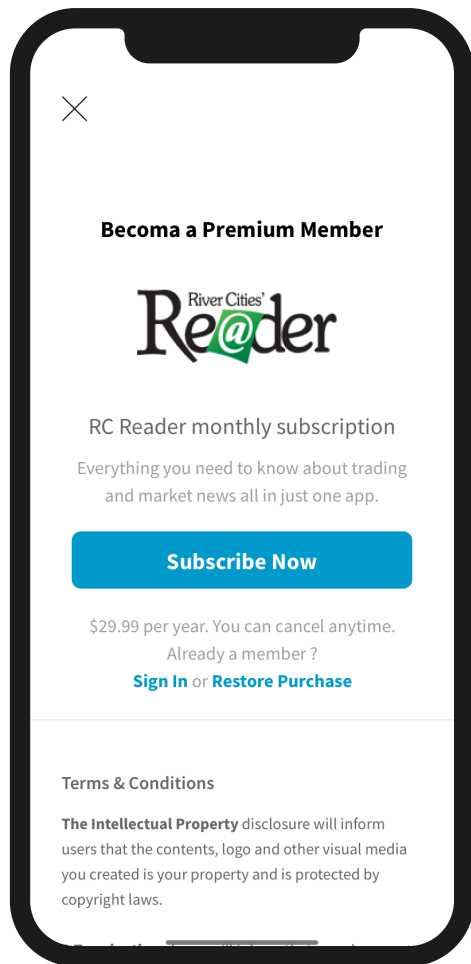 Becoma a Premium Member
River Cities'
Re@der
RC Reader monthly subscription
Everything you need to know about trading
and market news all in just one app.
Subscribe Now
$29.99 per year. You can cancel anytime.
Already a member ?
Sign In or Restore Purchase
Terms & Conditions
The Intellectual Property disclosure will inform
users that the contents, logo and other visual media
you created is your property and is protected by
copyright laws.